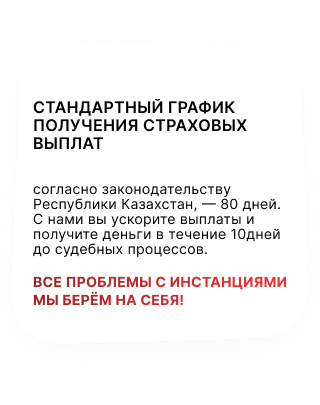 СТАНДАРТНЫЙ ГРАФИК
ПОЛУЧЕНИЯ СТРАХОВЫХ
ВЫПЛАТ
согласно законодательству
Республики Казахстан, — 80 дней.
С нами вы ускорите выплаты и
получите деньги в течение 10дней
до судебных процессов.
ВСЕ ПРОБЛЕМЫ С ИНСТАНЦИЯМИ
МЫ БЕРЁМ НА СЕБЯ!